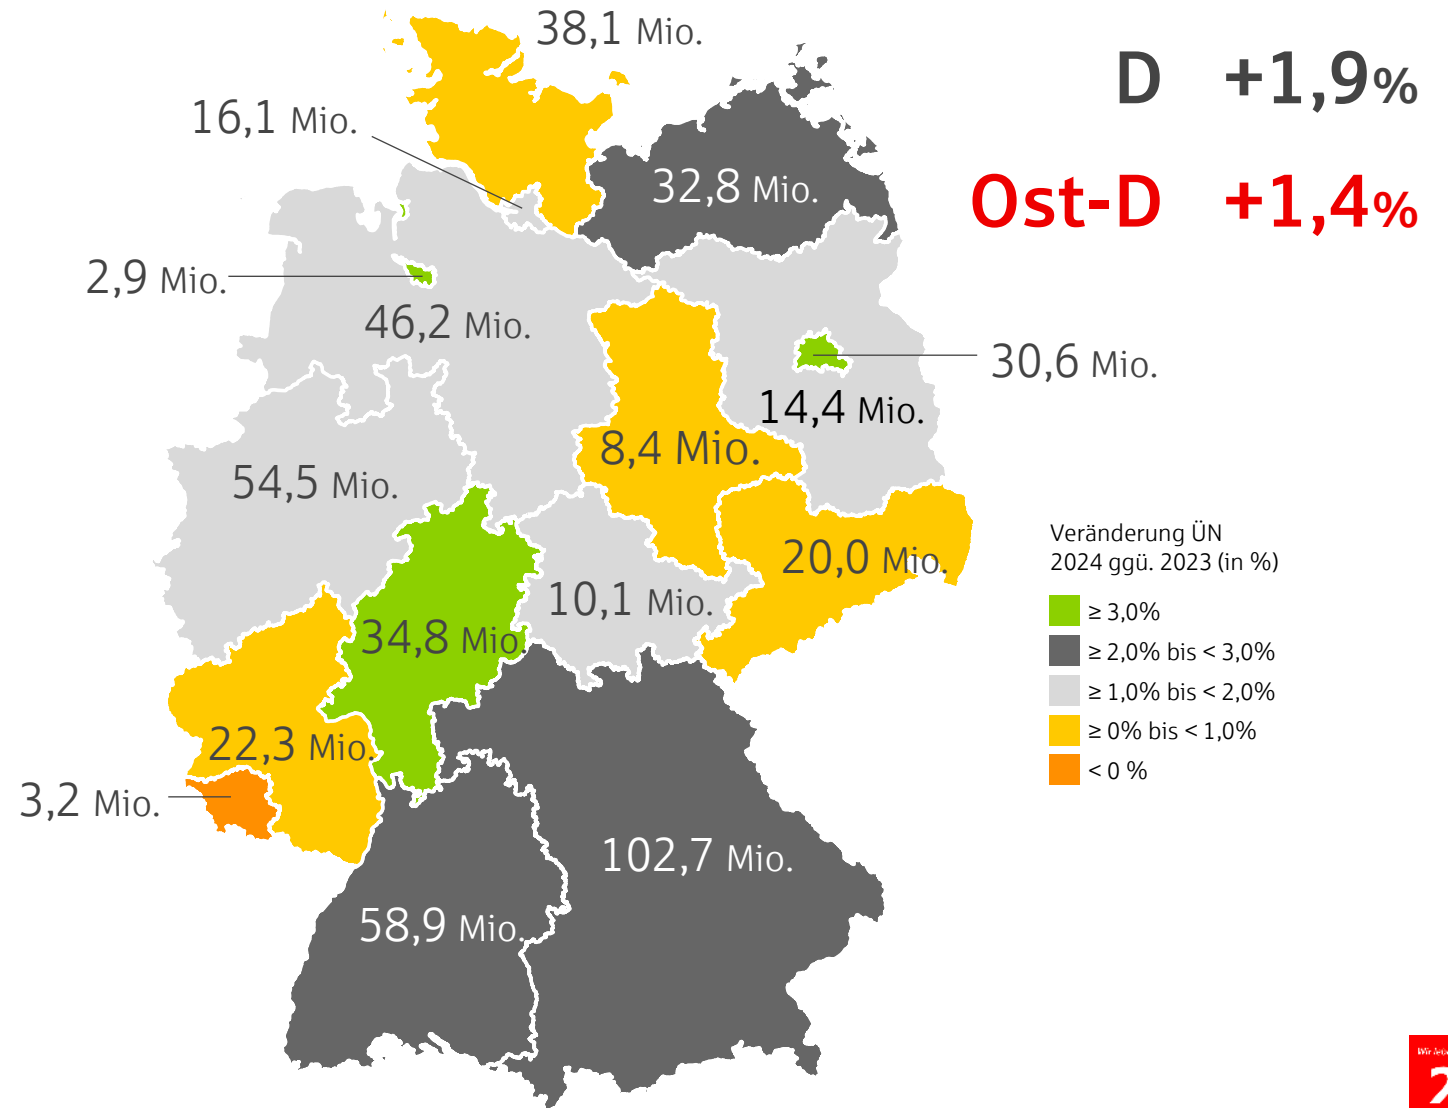 38,1 Mio.
D +1,9%
16,1 Mio.
32,8 Mio.
Ost-D +1,4%
2,9 Mio.
46,2 Mio.
30,6 Mio.
14,4 Mio.
8,4 Mio.
54,5 Mio.
Veränderung ÜN
2024 ggü. 2023 (in %)
20,0 Mio.
10,1 Mio.
≥ 3,0%
34,8 Mio.
≥ 2,0% bis < 3,0%
≥ 1,0% bis < 2,0%
≥ 0% bis < 1,0%
22,3 Mio.
< 0 %
3,2 Mio.
102,7 Mio.
58,9 Mio.
Wir